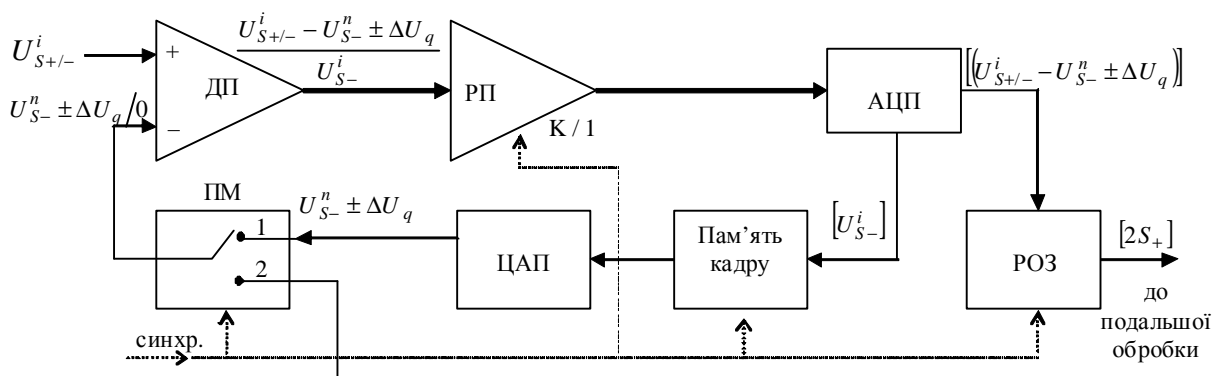 U^i_{S+/-} − U^n_{S−} ± ΔU_q
U^i_{S−}
U^i_{S+/-}
+
ДП
РП
K / 1
АЦП
[(U^i_{S+/-} − U^n_{S−} ± ΔU_q)]
U^n_{S−} ± ΔU_q/0
−
ПМ
1
2
U^n_{S−} ± ΔU_q
ЦАП
Пам’ять
кадру
[U^i_{S−}]
РОЗ
[2S_+]
до
подальшої
обробки
синхр.